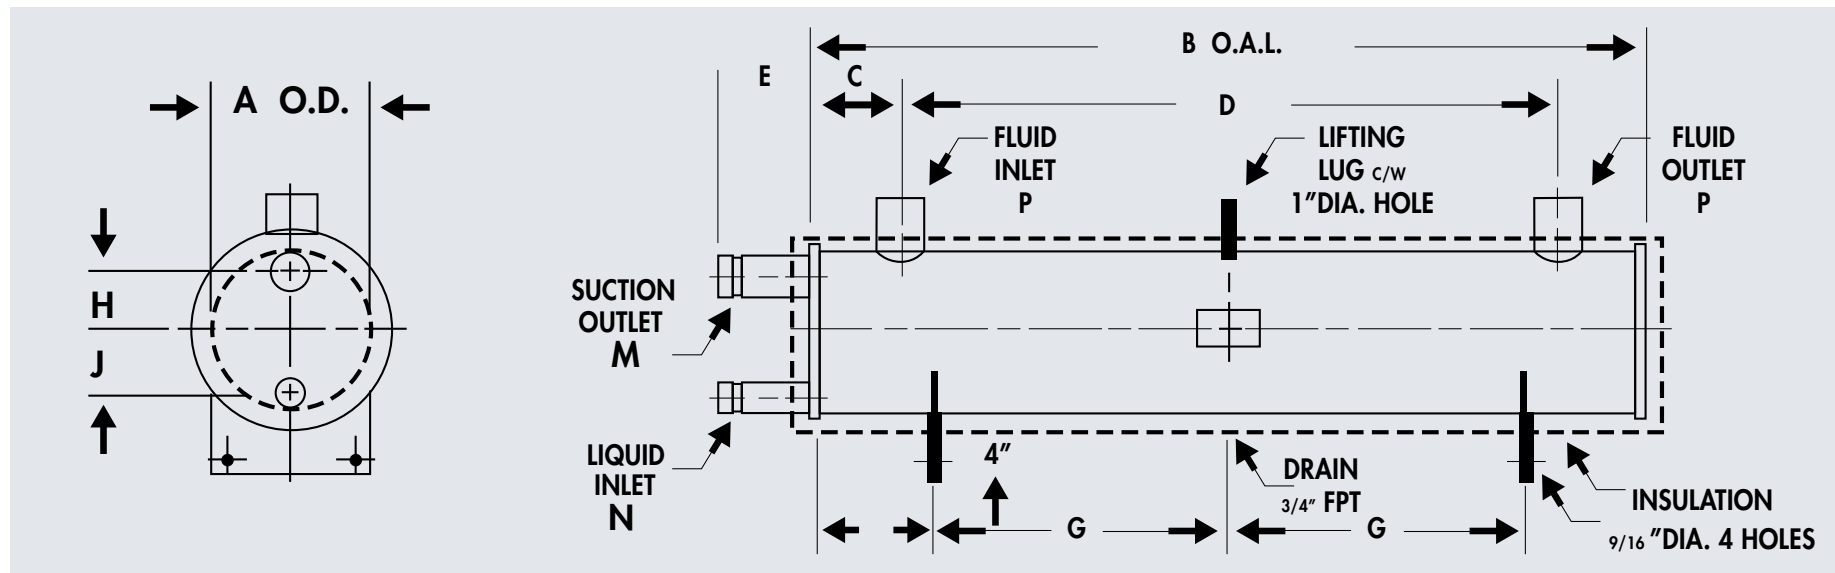 A O.D.
H
J
B O.A.L.
E
C
D
FLUID
INLET
P
LIFTING
LUG C/W
1"DIA. HOLE
FLUID
OUTLET
P
SUCTION
OUTLET
M
LIQUID
INLET
N
4"
DRAIN
3/4" FPT
G
G
INSULATION
9/16 "DIA. 4 HOLES